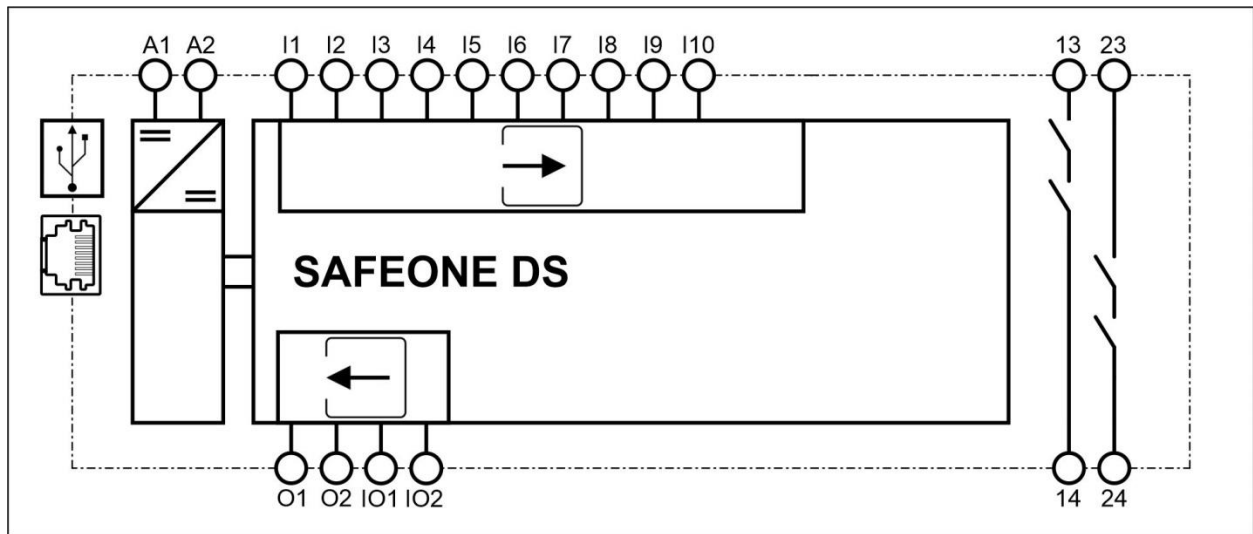 A1 A2 I1 I2 I3 I4 I5 I6 I7 I8 I9 I10 13 23
SAFEONE DS
O1 O2 IO1 IO2 14 24